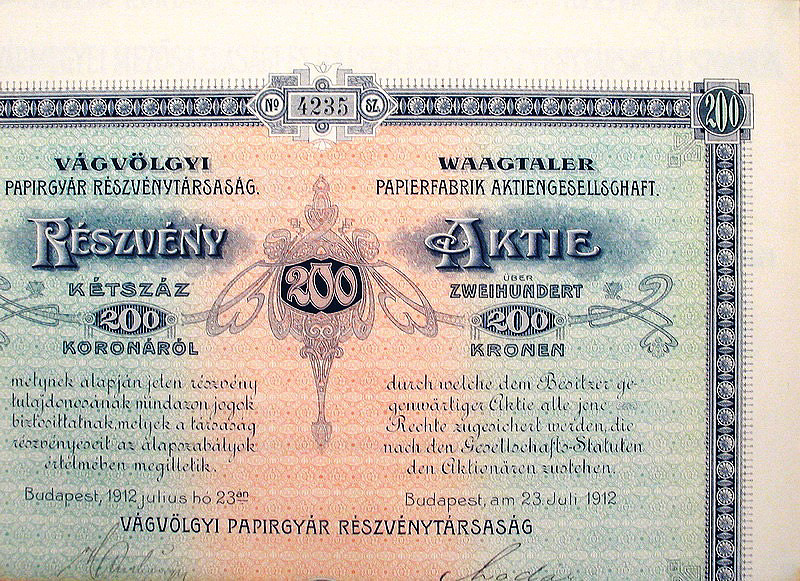 No 4235 SZ.
200
VÁGVÖLGYI
PAPIRGYÁR RÉSZVÉNYTÁRSASÁG.
RÉSZVÉNY
KÉTSZÁZ
200
KORONÁRÓL
melynek alapján jelen részvény
tulajdonosának mindazon jogok
biztosittatnak, melyek a társaság
részvényeseit az alapszabályok
értelmében megilletik.
Budapest, 1912 julius hó 23án
200
WAAGTALER
PAPIERFABRIK AKTIENGESELLSCHAFT.
AKTIE
ÜBER
ZWEIHUNDERT
200
KRONEN
durch welche dem Besitzer ge-
genwärtiger Aktie alle jene
Rechte zugesichert werden, die
nach den Gesellschafts-Statuten
den Aktionären zustehen.
Budapest, am 23. Juli 1912
VÁGVÖLGYI PAPIRGYÁR RÉSZVÉNYTÁRSASÁG